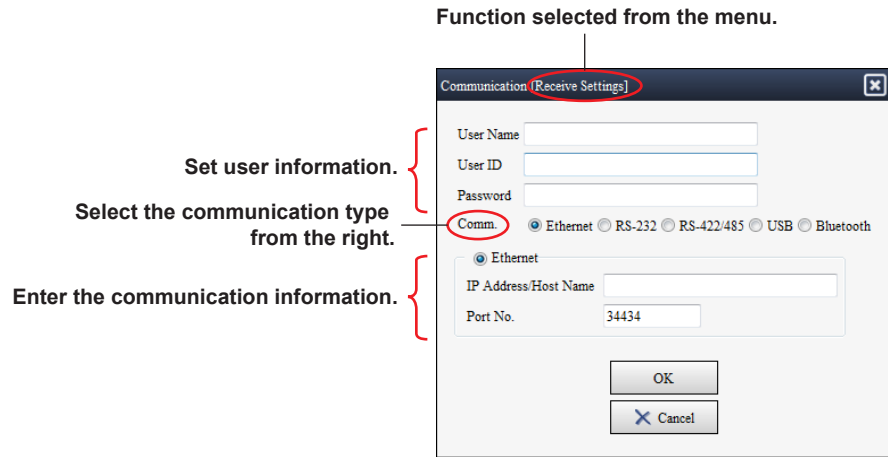 Function selected from the menu.
Communication [Receive Settings]
User Name
Set user information.
User ID
Password
Select the communication type
from the right.
Comm. Ethernet RS-232 RS-422/485 USB Bluetooth
Ethernet
Enter the communication information.
IP Address/Host Name
Port No. 34434
OK
Cancel